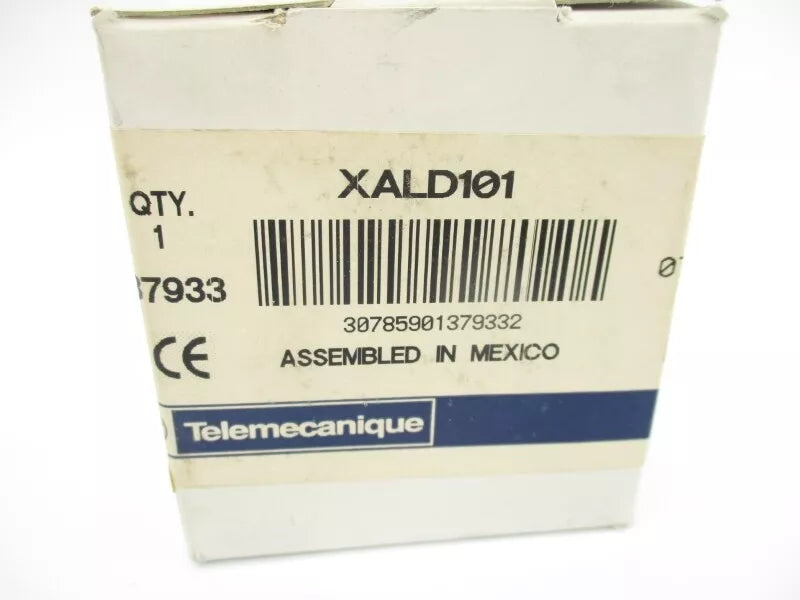 XALD101
QTY.
1
37933
30785901379332
CE
ASSEMBLED IN MEXICO
Telemecanique